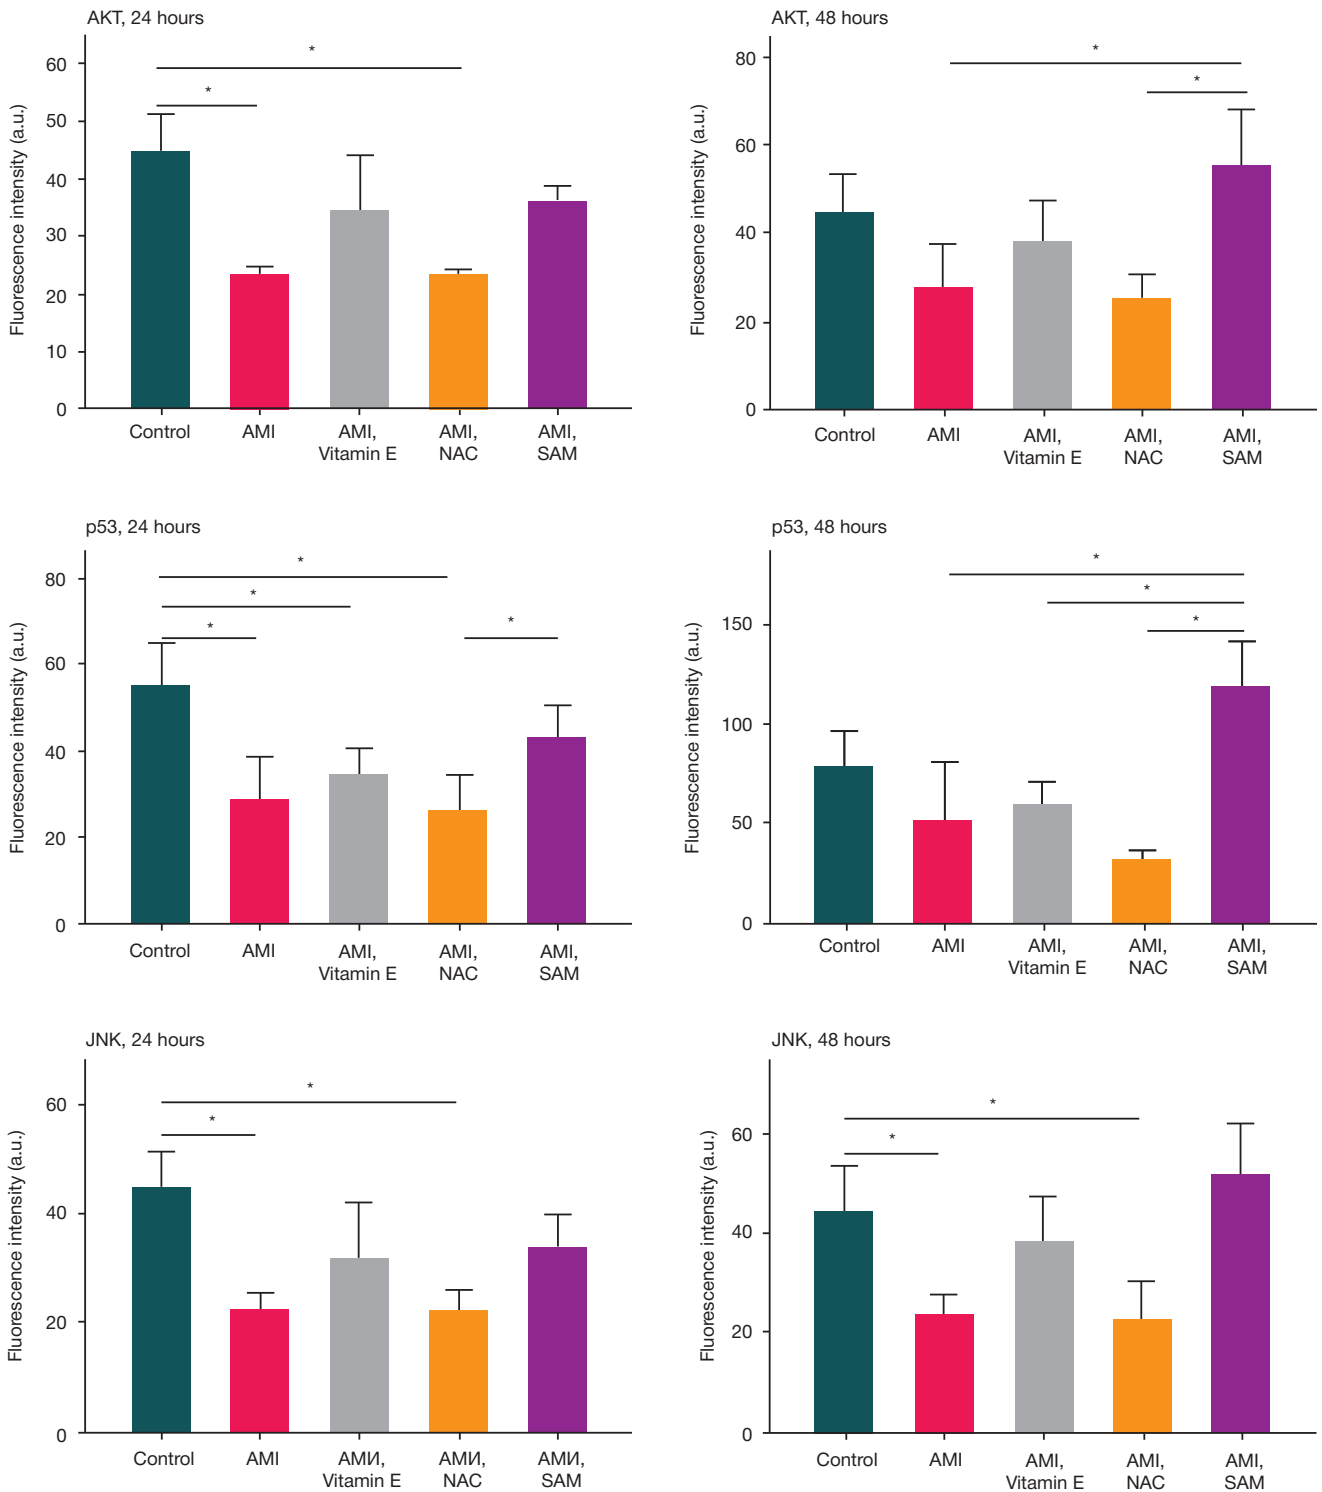 AKT, 24 hours
Fluorescence intensity (a.u.)
60
50
40
30
20
10
0
*
*
Control
AMI
AMI,
Vitamin E
AMI,
NAC
AMI,
SAM
AKT, 48 hours
Fluorescence intensity (a.u.)
80
60
40
20
0
*
*
Control
AMI
AMI,
Vitamin E
AMI,
NAC
AMI,
SAM
p53, 24 hours
Fluorescence intensity (a.u.)
80
60
40
20
0
*
*
*
*
Control
AMI
AMI,
Vitamin E
AMI,
NAC
AMI,
SAM
p53, 48 hours
Fluorescence intensity (a.u.)
150
100
50
0
*
*
*
Control
AMI
AMI,
Vitamin E
AMI,
NAC
AMI,
SAM
JNK, 24 hours
Fluorescence intensity (a.u.)
60
40
20
0
*
*
Control
AMI
AMИ,
Vitamin E
AMИ,
NAC
AMИ,
SAM
JNK, 48 hours
Fluorescence intensity (a.u.)
60
40
20
0
*
*
Control
AMI
AMI,
Vitamin E
AMI,
NAC
AMI,
SAM